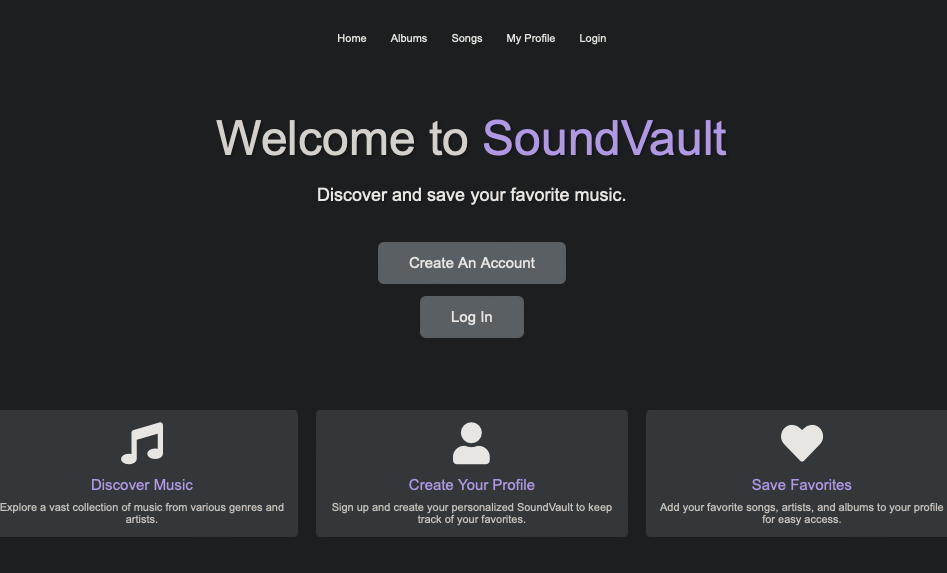 Home Albums Songs My Profile Login
Welcome to SoundVault
Discover and save your favorite music.
Create An Account
Log In
Discover Music
Explore a vast collection of music from various genres and
artists.
Create Your Profile
Sign up and create your personalized SoundVault to keep
track of your favorites.
Save Favorites
Add your favorite songs, artists, and albums to your profile
for easy access.